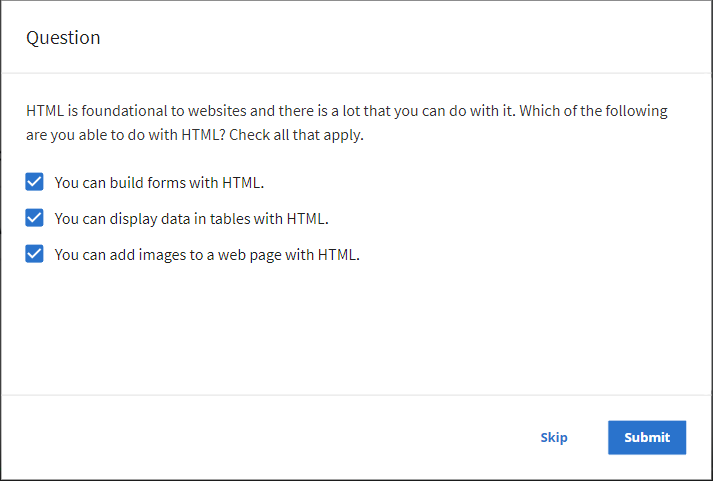 Question
HTML is foundational to websites and there is a lot that you can do with it. Which of the following
are you able to do with HTML? Check all that apply.
You can build forms with HTML.
You can display data in tables with HTML.
You can add images to a web page with HTML.
Skip
Submit